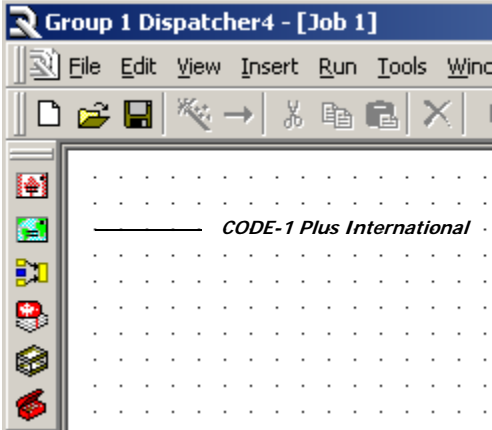 Group 1 Dispatcher4 - [Job 1]
File Edit View Insert Run Tools
CODE-1 Plus International